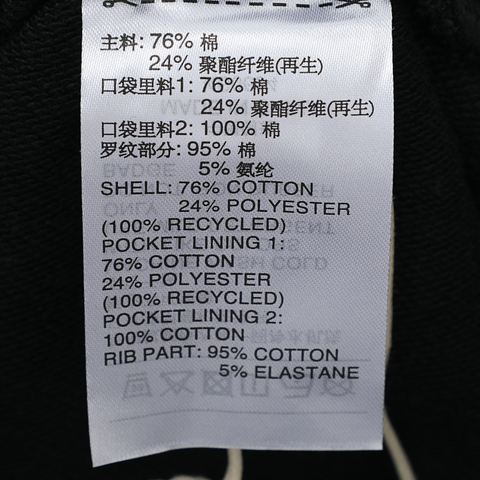 主料: 76% 棉
24% 聚酯纤维(再生)
口袋里料1: 76% 棉
24% 聚酯纤维(再生)
口袋里料2: 100% 棉
罗纹部分: 95% 棉
5% 氨纶
SHELL: 76% COTTON
24% POLYESTER
(100% RECYCLED)
POCKET LINING 1:
76% COTTON
24% POLYESTER
(100% RECYCLED)
POCKET LINING 2:
100% COTTON
RIB PART: 95% COTTON
5% ELASTANE